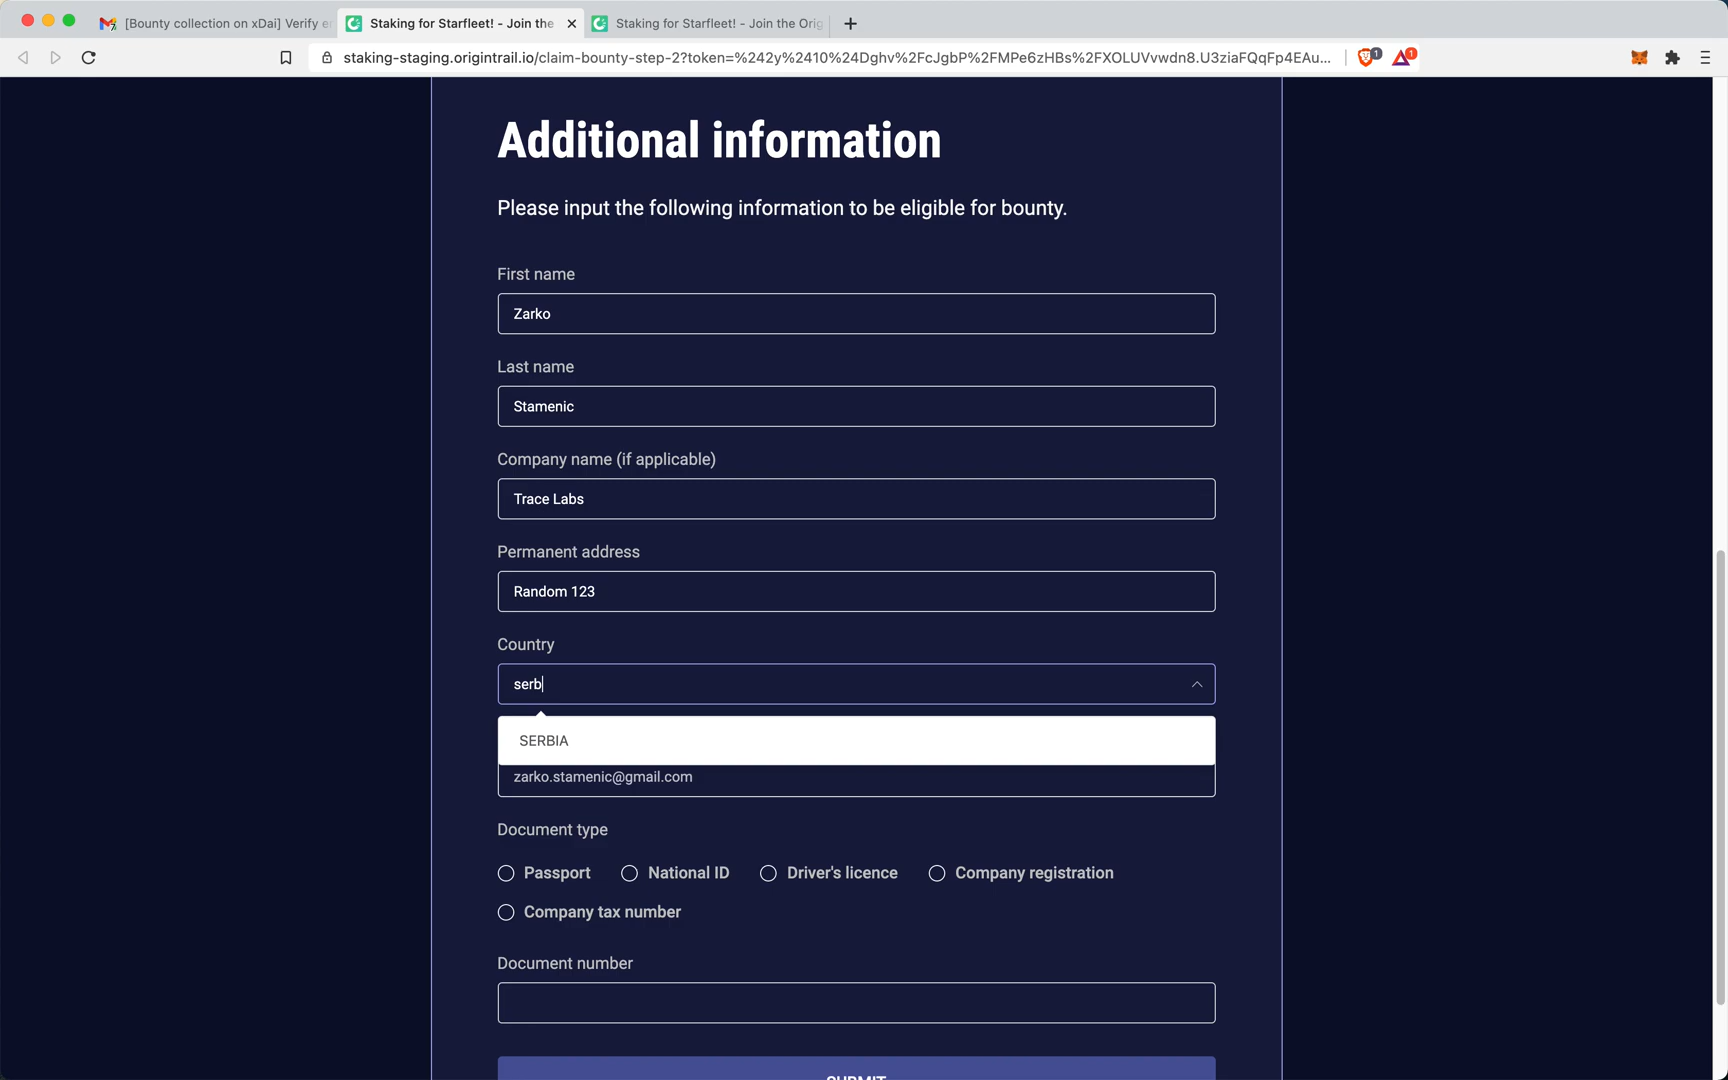 [Bounty collection on xDai] Verify e
Staking for Starfleet! - Join the
Staking for Starfleet! - Join the Orig
staking-staging.origintrail.io/claim-bounty-step-2?token=%242y%2410%24Dghv%2FcJgbP%2FMPe6zHBs%2FXOLUVvwdn8.U3ziaFQqFp4EAu...
1
1
Additional information
Please input the following information to be eligible for bounty.
First name
Zarko
Last name
Stamenic
Company name (if applicable)
Trace Labs
Permanent address
Random 123
Country
serb
SERBIA
zarko.stamenic@gmail.com
Document type
Passport National ID Driver's licence Company registration
Company tax number
Document number
SUBMIT